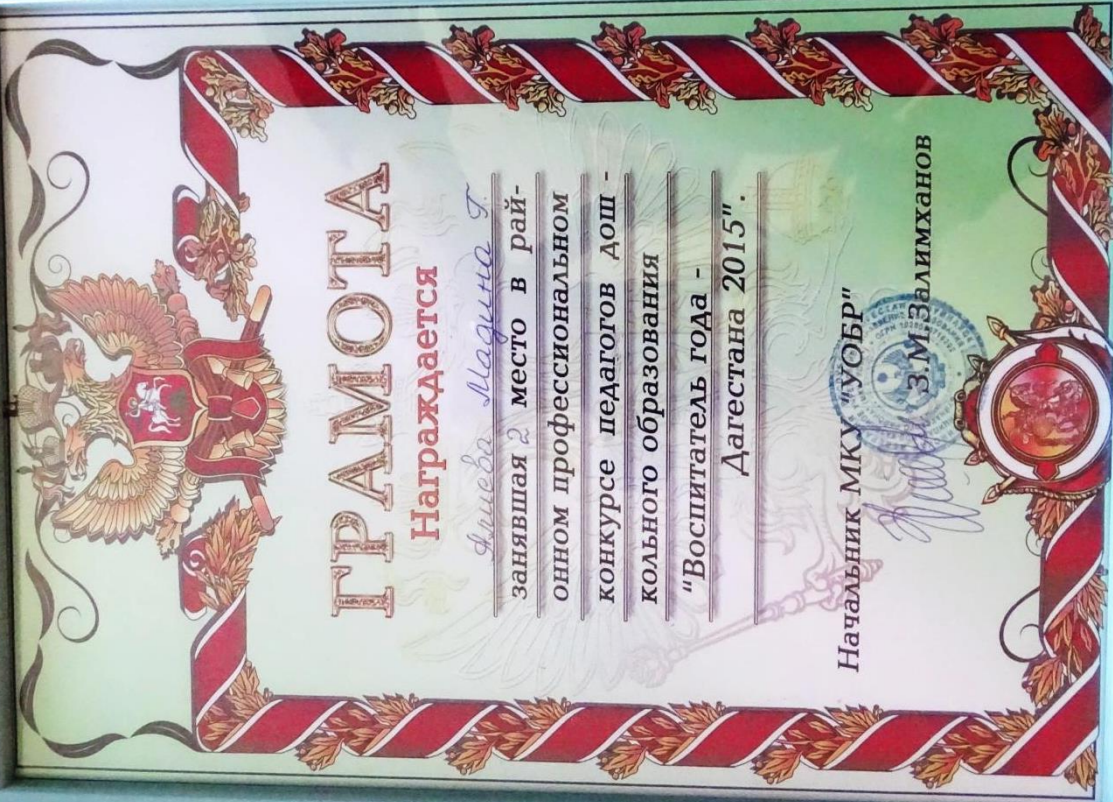 ГРАМОТА
Награждается
Алиева Мадина Г.
занявшая 2 место в рай-
онном профессиональном
конкурсе педагогов дош -
кольного образования
"Воспитатель года -
Дагестана 2015".
Начальник МКУ "УОБР"
З.М.Залимханов